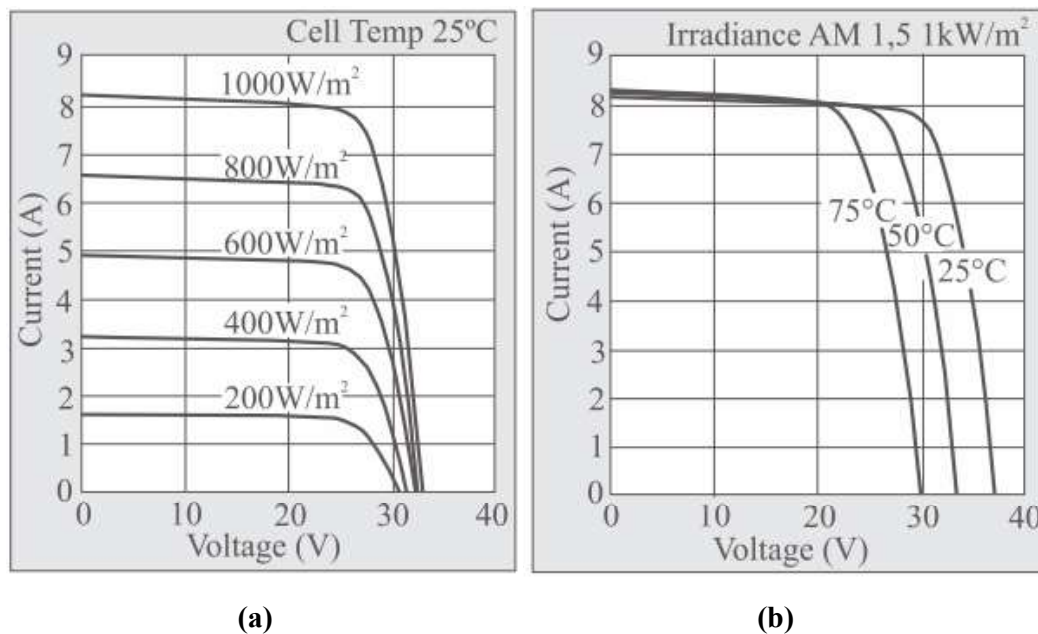 Cell Temp 25ºC
9
8
7
6
5
4
3
2
1
0
Current (A)
1000W/m²
800W/m²
600W/m²
400W/m²
200W/m²
0 10 20 30 40
Voltage (V)
(a)
Irradiance AM 1,5 1kW/m²
9
8
7
6
5
4
3
2
1
0
Current (A)
75°C
50°C
25°C
0 10 20 30 40
Voltage (V)
(b)